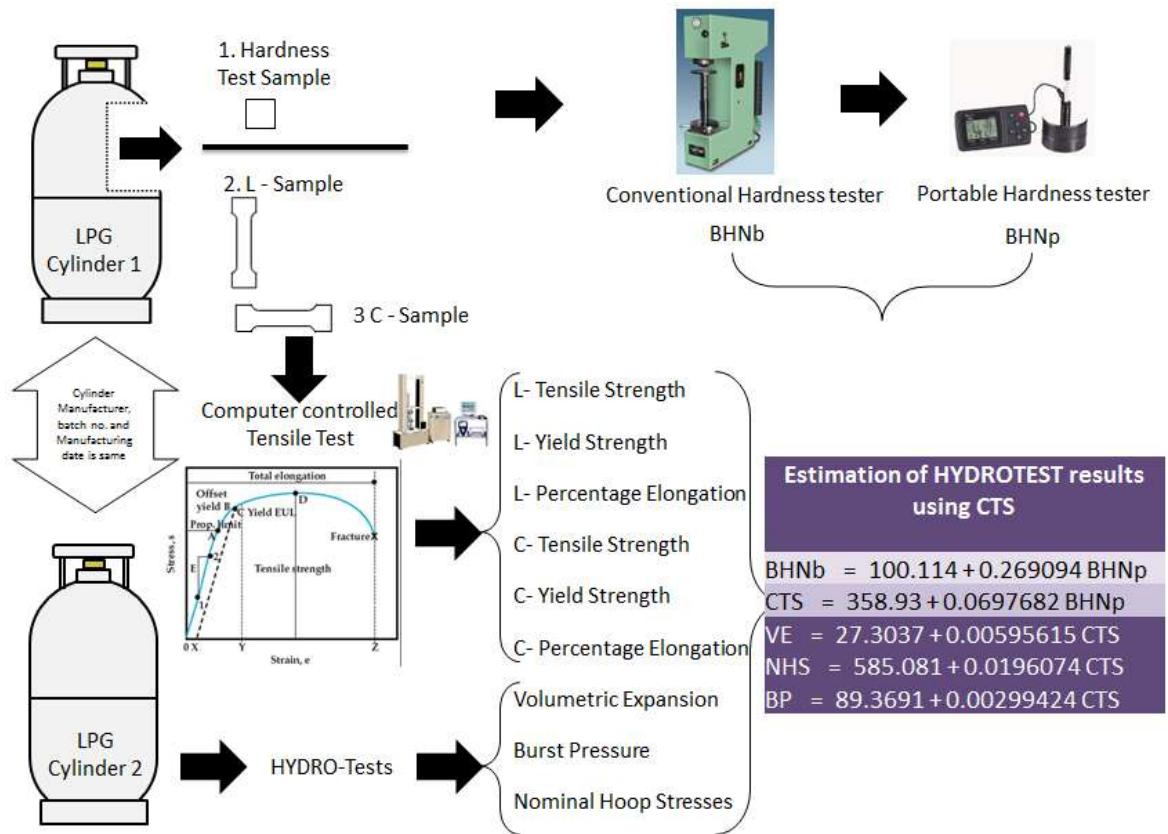 1. Hardness
Test Sample
2. L - Sample
3 C - Sample
LPG
Cylinder 1
Conventional Hardness tester
BHNb
Portable Hardness tester
BHNp
Cylinder
Manufacturer,
batch no. and
Manufacturing
date is same
Computer controlled
Tensile Test
Total elongation
Offset
yield B
C Yield EUL
D
Prop. limit
A
Fracture X
E
2
Tensile strength
1
Stress, s
0 X
Y
Z
Strain, e
L- Tensile Strength
L- Yield Strength
L- Percentage Elongation
C- Tensile Strength
C- Yield Strength
C- Percentage Elongation
Estimation of HYDROTEST results
using CTS
BHNb = 100.114 + 0.269094 BHNp
CTS = 358.93 + 0.0697682 BHNp
VE = 27.3037 + 0.00595615 CTS
NHS = 585.081 + 0.0196074 CTS
BP = 89.3691 + 0.00299424 CTS
LPG
Cylinder 2
HYDRO-Tests
Volumetric Expansion
Burst Pressure
Nominal Hoop Stresses